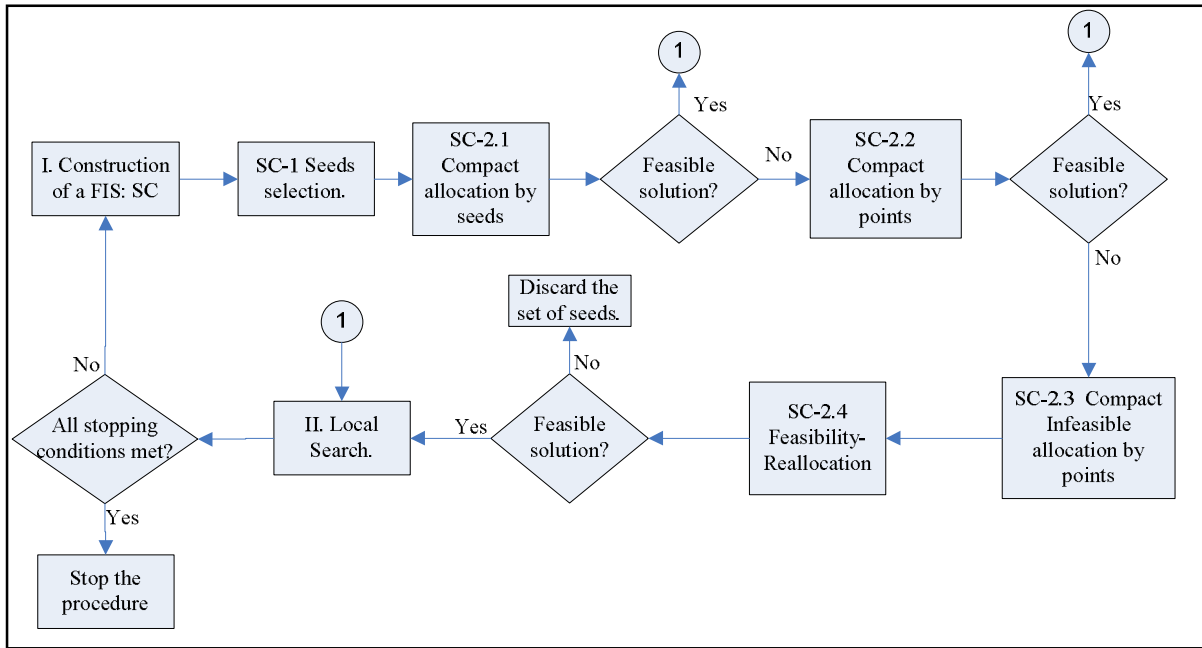 1
1
Yes
Yes
I. Construction
of a FIS: SC
SC-1 Seeds
selection.
SC-2.1
Compact
allocation by
seeds
Feasible
solution?
No
SC-2.2
Compact
allocation by
points
Feasible
solution?
No
Discard the
set of seeds.
1
No
No
All stopping
conditions met?
II. Local
Search.
Yes
Feasible
solution?
SC-2.4
Feasibility-
Reallocation
SC-2.3 Compact
Infeasible
allocation by
points
Yes
Stop the
procedure